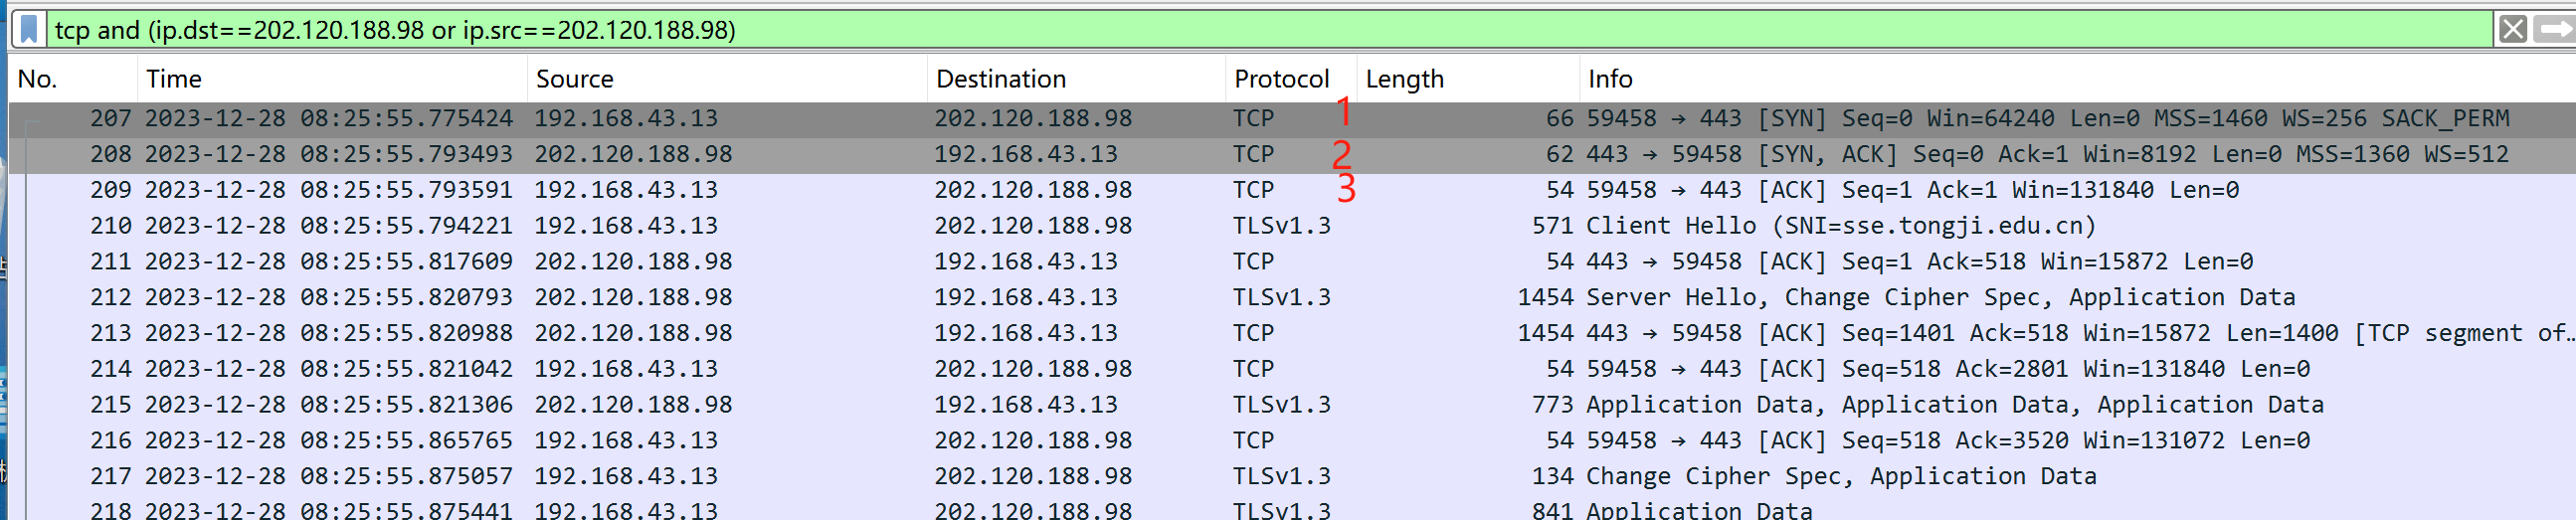 tcp and (ip.dst==202.120.188.98 or ip.src==202.120.188.98)
No. Time Source Destination Protocol Length Info
207 2023-12-28 08:25:55.775424 192.168.43.13 202.120.188.98 TCP 1 66 59458 → 443 [SYN] Seq=0 Win=64240 Len=0 MSS=1460 WS=256 SACK_PERM
208 2023-12-28 08:25:55.793493 202.120.188.98 192.168.43.13 TCP 2 62 443 → 59458 [SYN, ACK] Seq=0 Ack=1 Win=8192 Len=0 MSS=1360 WS=512
209 2023-12-28 08:25:55.793591 192.168.43.13 202.120.188.98 TCP 3 54 59458 → 443 [ACK] Seq=1 Ack=1 Win=131840 Len=0
210 2023-12-28 08:25:55.794221 192.168.43.13 202.120.188.98 TLSv1.3 571 Client Hello (SNI=sse.tongji.edu.cn)
211 2023-12-28 08:25:55.817609 202.120.188.98 192.168.43.13 TCP 54 443 → 59458 [ACK] Seq=1 Ack=518 Win=15872 Len=0
212 2023-12-28 08:25:55.820793 202.120.188.98 192.168.43.13 TLSv1.3 1454 Server Hello, Change Cipher Spec, Application Data
213 2023-12-28 08:25:55.820988 202.120.188.98 192.168.43.13 TCP 1454 443 → 59458 [ACK] Seq=1401 Ack=518 Win=15872 Len=1400 [TCP segment of…
214 2023-12-28 08:25:55.821042 192.168.43.13 202.120.188.98 TCP 54 59458 → 443 [ACK] Seq=518 Ack=2801 Win=131840 Len=0
215 2023-12-28 08:25:55.821306 202.120.188.98 192.168.43.13 TLSv1.3 773 Application Data, Application Data, Application Data
216 2023-12-28 08:25:55.865765 192.168.43.13 202.120.188.98 TCP 54 59458 → 443 [ACK] Seq=518 Ack=3520 Win=131072 Len=0
217 2023-12-28 08:25:55.875057 192.168.43.13 202.120.188.98 TLSv1.3 134 Change Cipher Spec, Application Data
218 2023-12-28 08:25:55.875441 192.168.43.13 202.120.188.98 TLSv1.3 841 Application Data